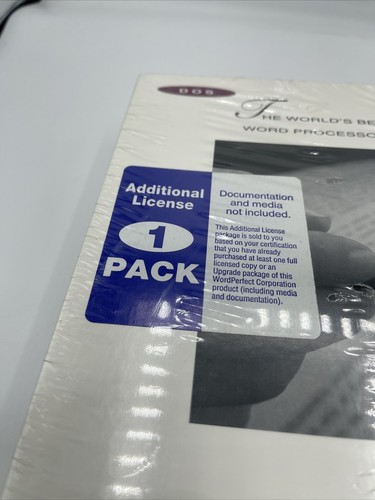 DOS
THE WORLD'S BE
WORD PROCESSO
Additional
License
1
PACK
Documentation
and media
not included.
This Additional License
package is sold to you
based on your certification
that you have already
purchased at least one full
licensed copy or an
Upgrade package of this
WordPerfect Corporation
product (including media
and documentation).